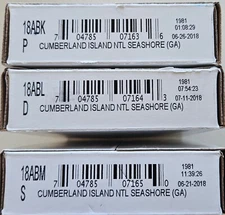 18ABK
P
7 04785 07163 6
1981
01:08:29
06-26-2018
CUMBERLAND ISLAND NTL SEASHORE (GA)
18ABL
D
7 04785 07164 3
1981
07:54:23
07-11-2018
CUMBERLAND ISLAND NTL SEASHORE (GA)
18ABM
S
7 04785 07165 0
1981
11:39:26
06-21-2018
CUMBERLAND ISLAND NTL SEASHORE (GA)